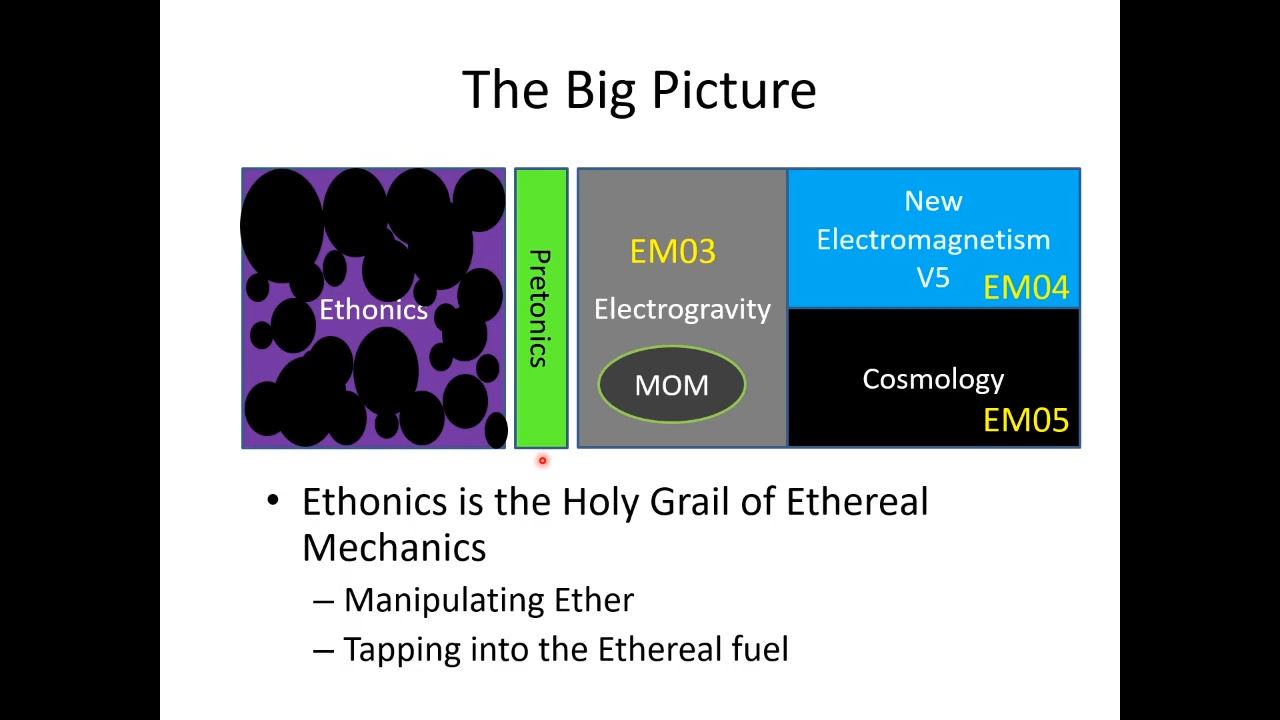 The Big Picture
Ethonics
Pretonics
EM03
Electrogravity
MOM
New
Electromagnetism
V5
EM04
Cosmology
EM05
• Ethonics is the Holy Grail of Ethereal
Mechanics
– Manipulating Ether
– Tapping into the Ethereal fuel